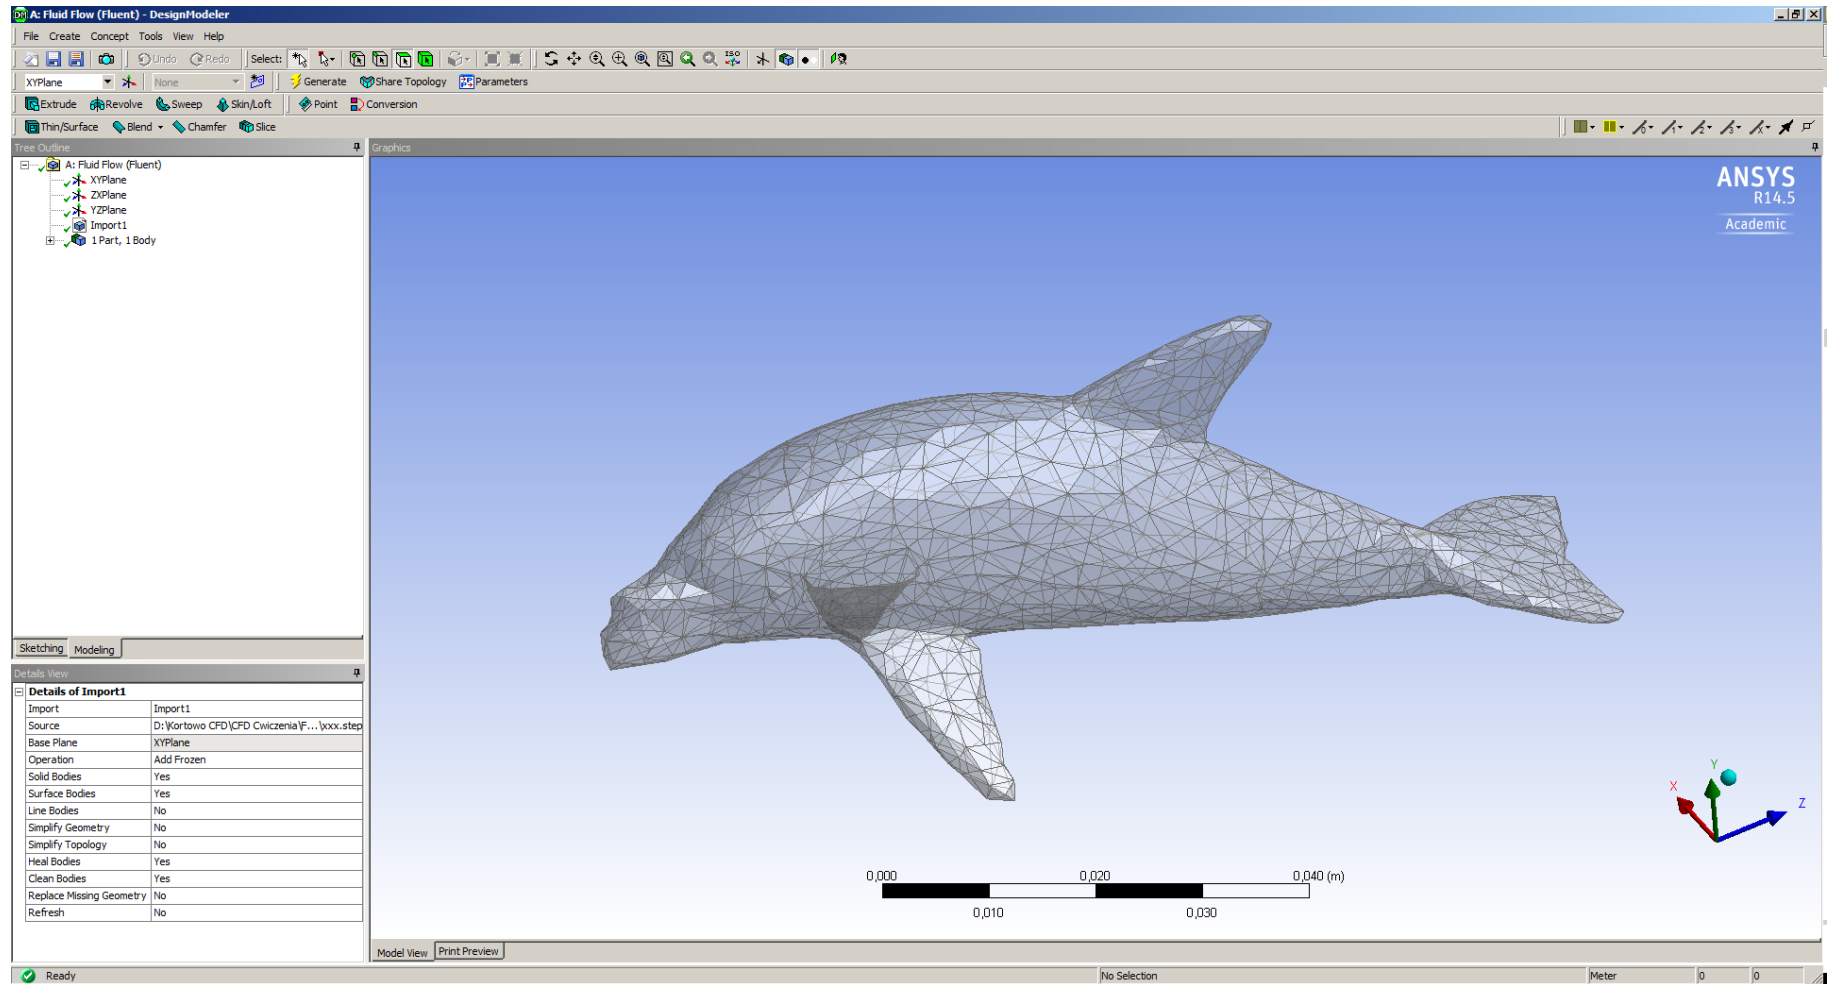 A: Fluid Flow (Fluent) - DesignModeler
File Create Concept Tools View Help
Undo Redo Select: ISO
XYPlane None Generate Share Topology Parameters
Extrude Revolve Sweep Skin/Loft Point Conversion
Thin/Surface Blend Chamfer Slice
Tree Outline
Graphics
A: Fluid Flow (Fluent)
XYPlane
ZXPlane
YZPlane
Import1
1 Part, 1 Body
ANSYS
R14.5
Academic
Sketching Modeling
Details View
Details of Import1
Import Import1
Source D:\Kortowo CFD\CFD Cwiczenia\F...\xxx.step
Base Plane XYPlane
Operation Add Frozen
Solid Bodies Yes
Surface Bodies Yes
Line Bodies No
Simplify Geometry No
Simplify Topology No
Heal Bodies Yes
Clean Bodies Yes
Replace Missing Geometry No
Refresh No
Y
X
Z
0,000 0,020 0,040 (m)
0,010 0,030
Model View Print Preview
Ready No Selection Meter 0 0